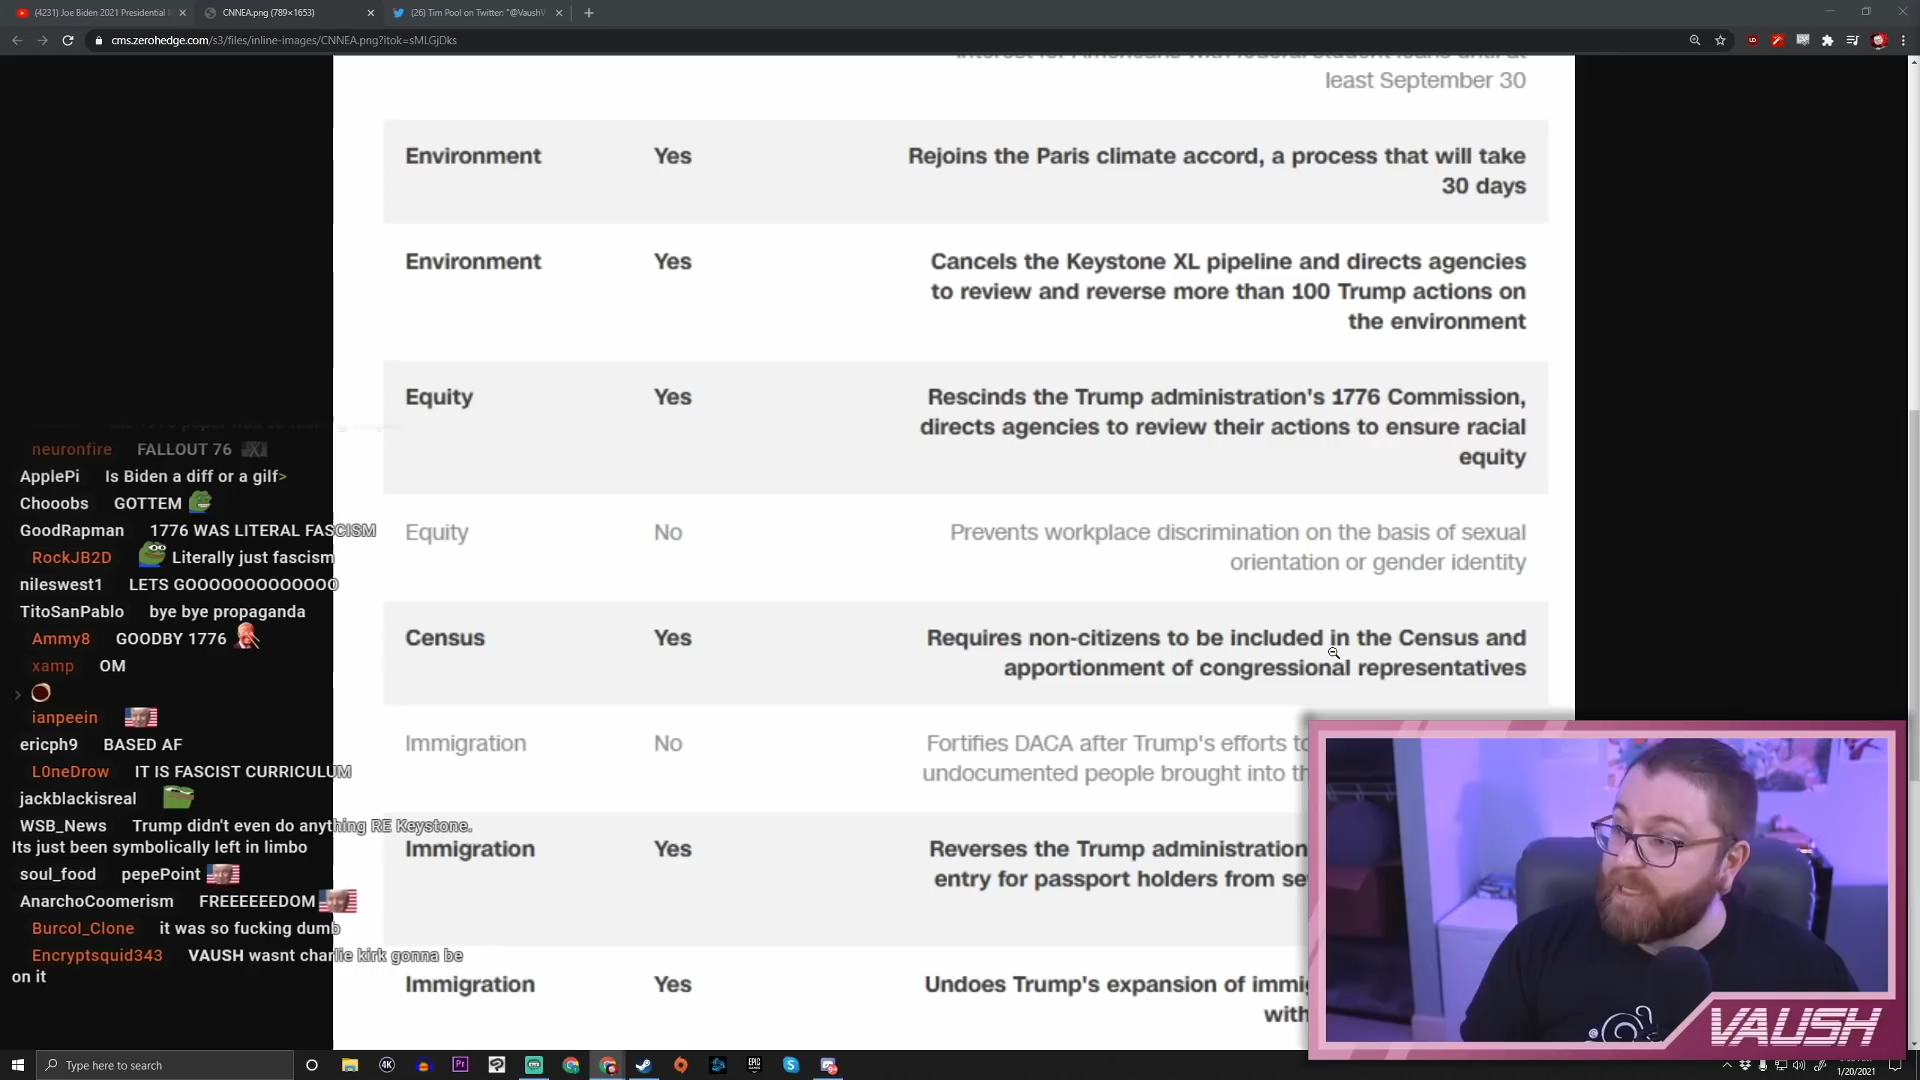 (4231) Joe Biden 2021 Presidential
CNNEA.png (789×1653)
(26) Tim Pool on Twitter: "@VaushV
cms.zerohedge.com/s3/files/inline-images/CNNEA.png?itok=sMLGjDks
interest for Americans with federal student loans until at
least September 30
Environment Yes Rejoins the Paris climate accord, a process that will take
30 days
Environment Yes Cancels the Keystone XL pipeline and directs agencies
to review and reverse more than 100 Trump actions on
the environment
Equity Yes Rescinds the Trump administration's 1776 Commission,
directs agencies to review their actions to ensure racial
equity
Equity No Prevents workplace discrimination on the basis of sexual
orientation or gender identity
Census Yes Requires non-citizens to be included in the Census and
apportionment of congressional representatives
Immigration No Fortifies DACA after Trump's efforts to
undocumented people brought into th
Immigration Yes Reverses the Trump administration
entry for passport holders from se
Immigration Yes Undoes Trump's expansion of immi
with
neuronfire FALLOUT 76
ApplePi Is Biden a diff or a gilf>
Chooobs GOTTEM
GoodRapman 1776 WAS LITERAL FASCISM
RockJB2D Literally just fascism
nileswest1 LETS GOOOOOOOOOOOOO
TitoSanPablo bye bye propaganda
Ammy8 GOODBY 1776
xamp OM
ianpeein
ericph9 BASED AF
L0neDrow IT IS FASCIST CURRICULUM
jackblackisreal
WSB_News Trump didn't even do anything RE Keystone.
Its just been symbolically left in limbo
soul_food pepePoint
AnarchoCoomerism FREEEEEEDOM
Burcol_Clone it was so fucking dumb
Encryptsquid343 VAUSH wasnt charlie kirk gonna be
on it
VAUSH
Type here to search
1/20/2021